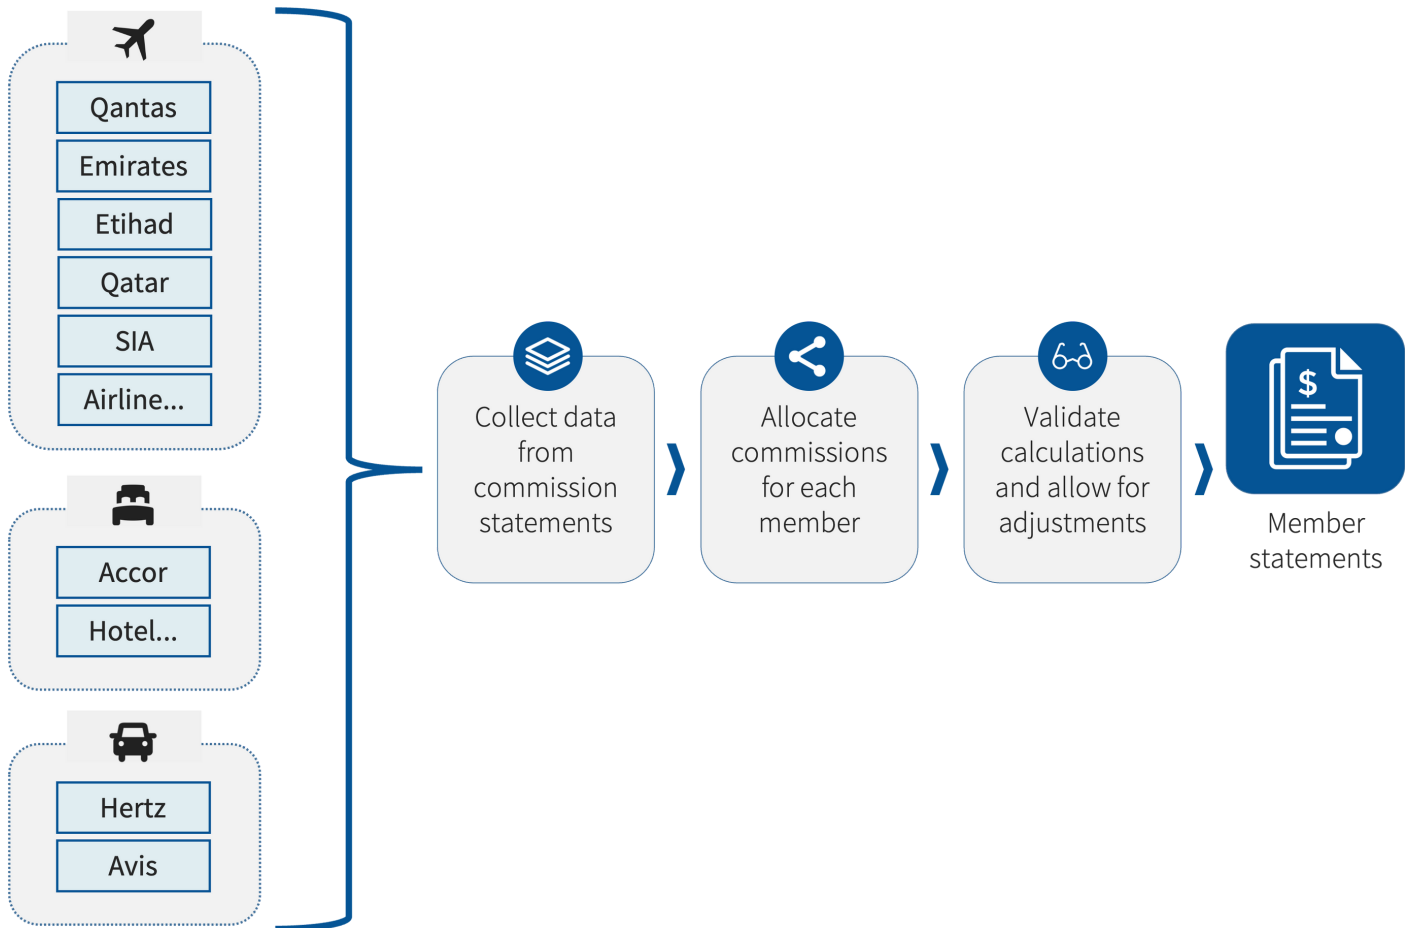 Qantas
Emirates
Etihad
Qatar
SIA
Airline...
Accor
Hotel...
Hertz
Avis
Collect data
from
commission
statements
Allocate
commissions
for each
member
Validate
calculations
and allow for
adjustments
$
Member
statements